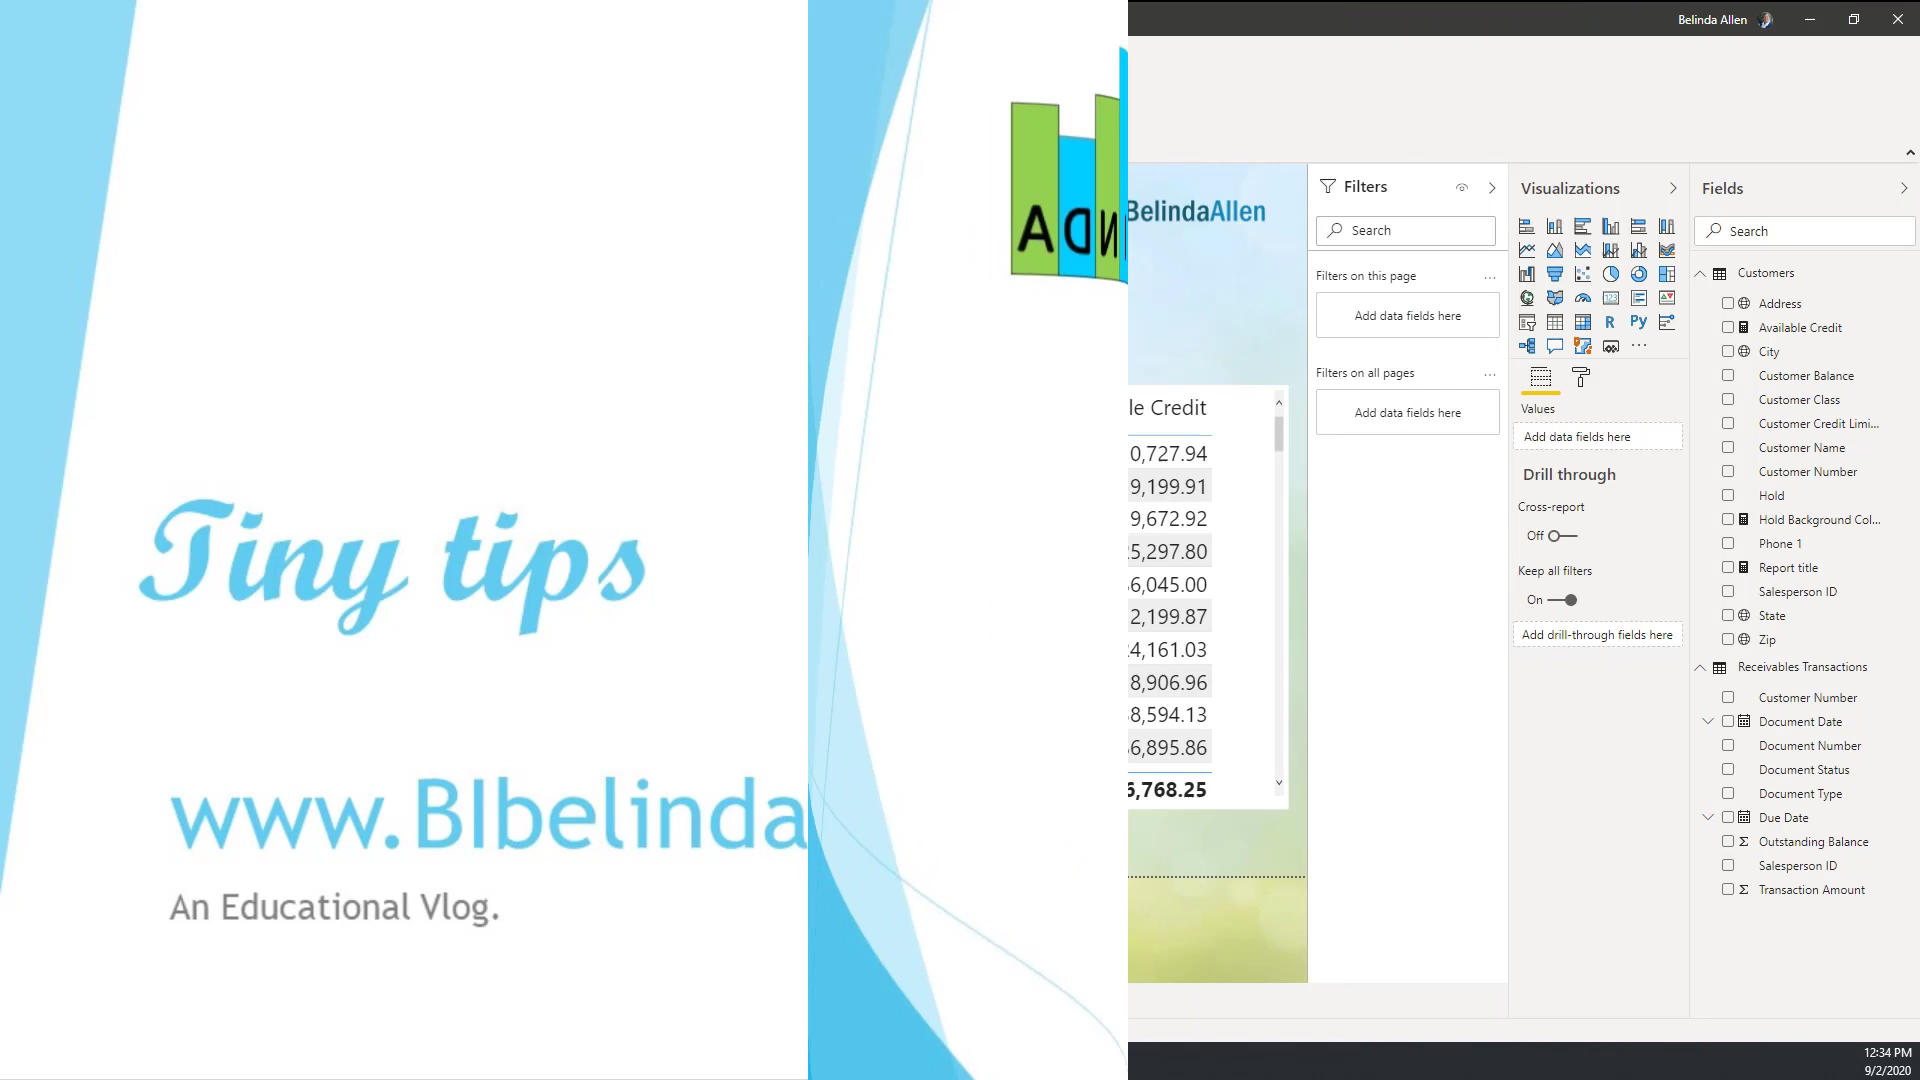 Tiny tips
www.BIbelinda
An Educational Vlog.
Belinda Allen
BelindaAllen
le Credit
0,727.94
9,199.91
9,672.92
5,297.80
6,045.00
2,199.87
4,161.03
8,906.96
8,594.13
6,895.86
6,768.25
Filters
Search
Filters on this page
...
Add data fields here
Filters on all pages
...
Add data fields here
Visualizations
123
R
Py
...
Values
Add data fields here
Drill through
Cross-report
Off
Keep all filters
On
Add drill-through fields here
Fields
Search
Customers
Address
Available Credit
City
Customer Balance
Customer Class
Customer Credit Limi...
Customer Name
Customer Number
Hold
Hold Background Col...
Phone 1
Report title
Salesperson ID
State
Zip
Receivables Transactions
Customer Number
Document Date
Document Number
Document Status
Document Type
Due Date
Σ Outstanding Balance
Salesperson ID
Σ Transaction Amount
12:34 PM
9/2/2020